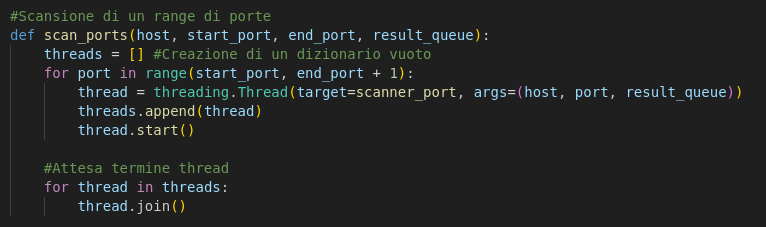 #Scansione di un range di porte
def scan_ports(host, start_port, end_port, result_queue):
    threads = [] #Creazione di un dizionario vuoto
    for port in range(start_port, end_port + 1):
        thread = threading.Thread(target=scanner_port, args=(host, port, result_queue))
        threads.append(thread)
        thread.start()

    #Attesa termine thread
    for thread in threads:
        thread.join()